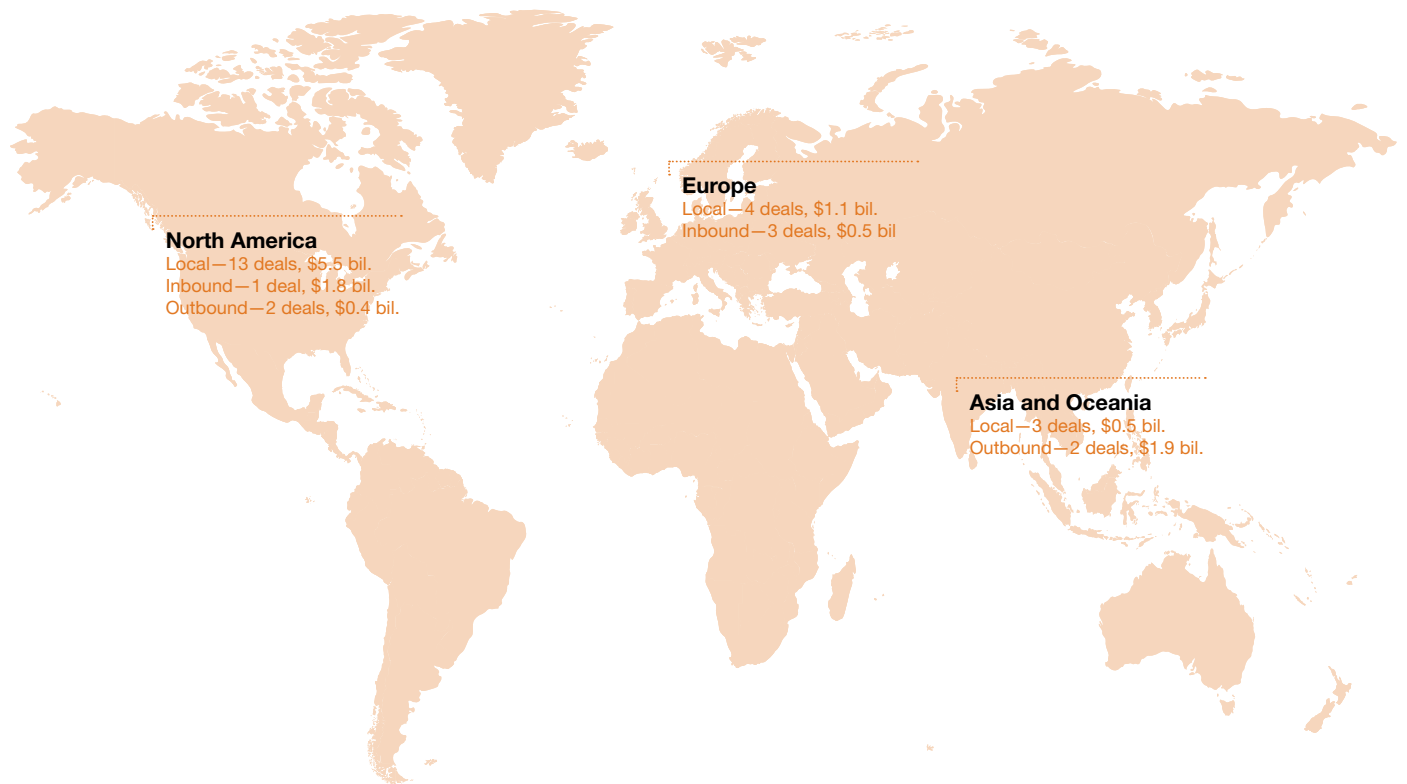 Europe
Local—4 deals, $1.1 bil.
Inbound—3 deals, $0.5 bil
North America
Local—13 deals, $5.5 bil.
Inbound—1 deal, $1.8 bil.
Outbound—2 deals, $0.4 bil.
Asia and Oceania
Local—3 deals, $0.5 bil.
Outbound—2 deals, $1.9 bil.